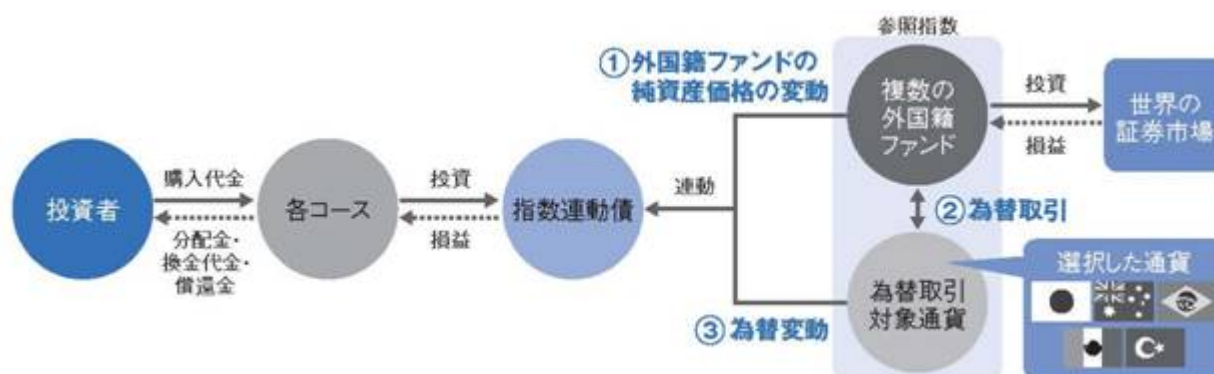 参照指数
①外国籍ファンドの
純資産価格の変動
複数の
外国籍
ファンド
投資
損益
世界の
証券市場
投資者
購入代金
分配金・
換金代金・
償還金
各コース
投資
損益
指数連動債
連動
②為替取引
③為替変動
為替取引
対象通貨
選択した通貨